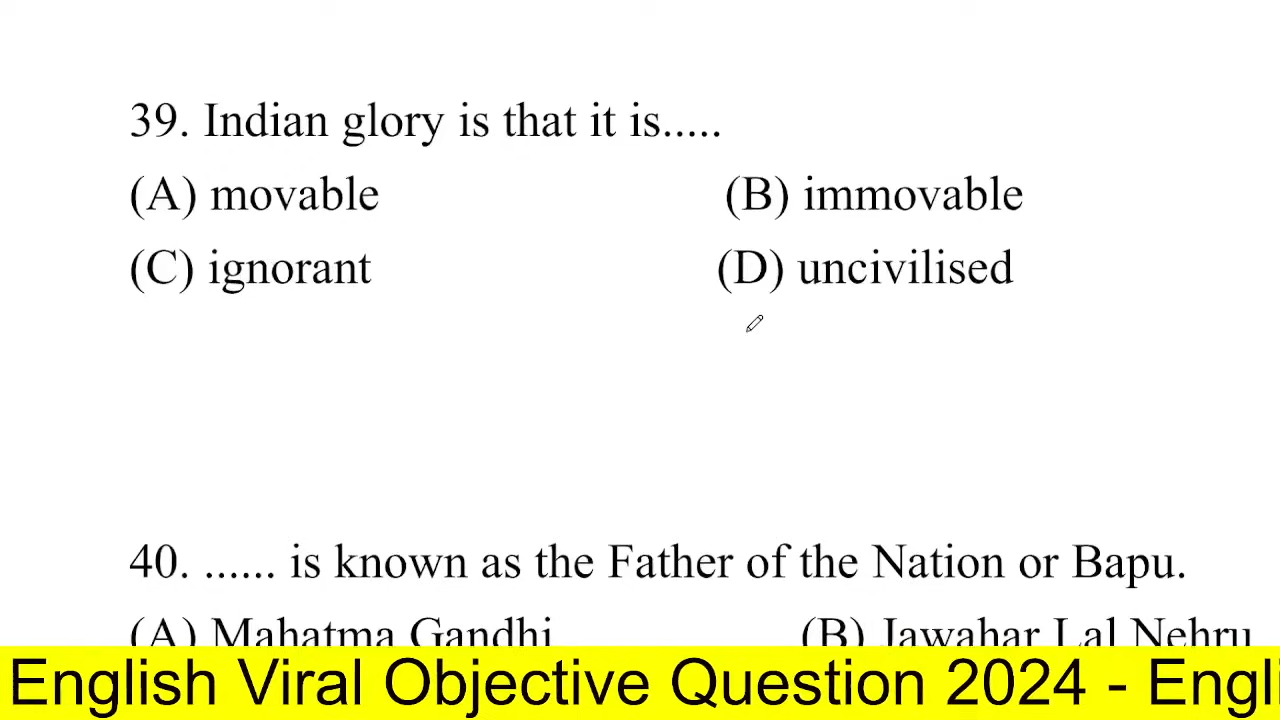 39. Indian glory is that it is.....
(A) movable (B) immovable
(C) ignorant (D) uncivilised
40. ...... is known as the Father of the Nation or Bapu.
(A) Mahatma Gandhi (B) Jawahar Lal Nehru
English Viral Objective Question 2024 - Engli